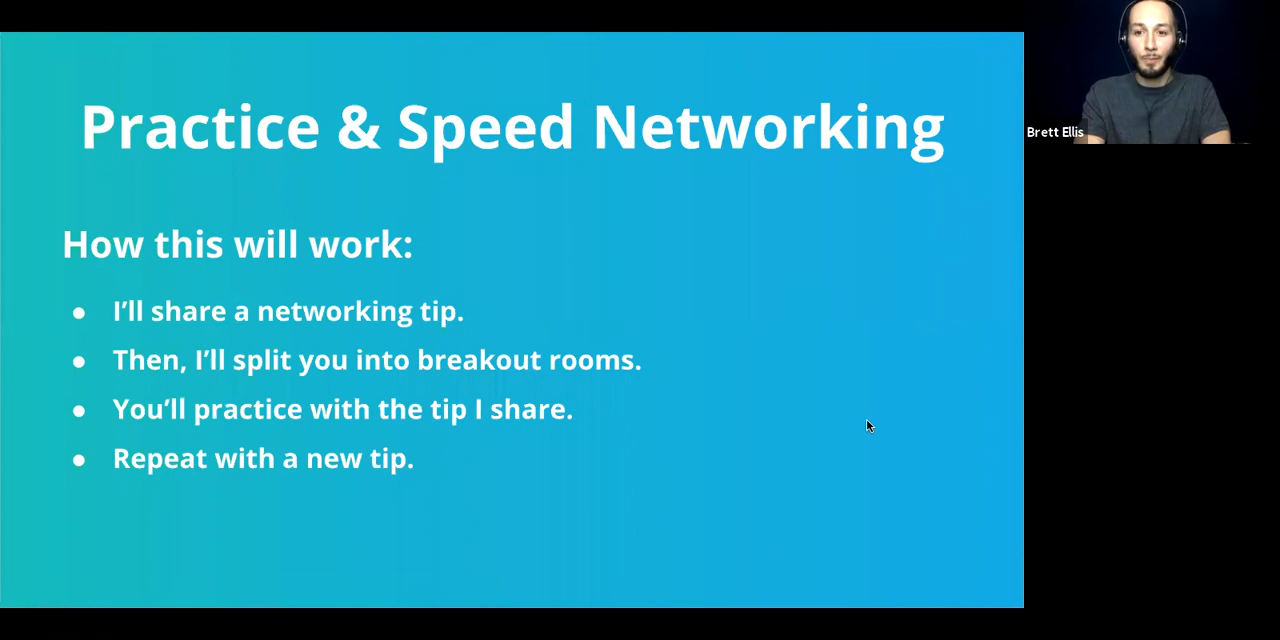 Practice & Speed Networking
How this will work:
● I’ll share a networking tip.
● Then, I’ll split you into breakout rooms.
● You’ll practice with the tip I share.
● Repeat with a new tip.
Brett Ellis